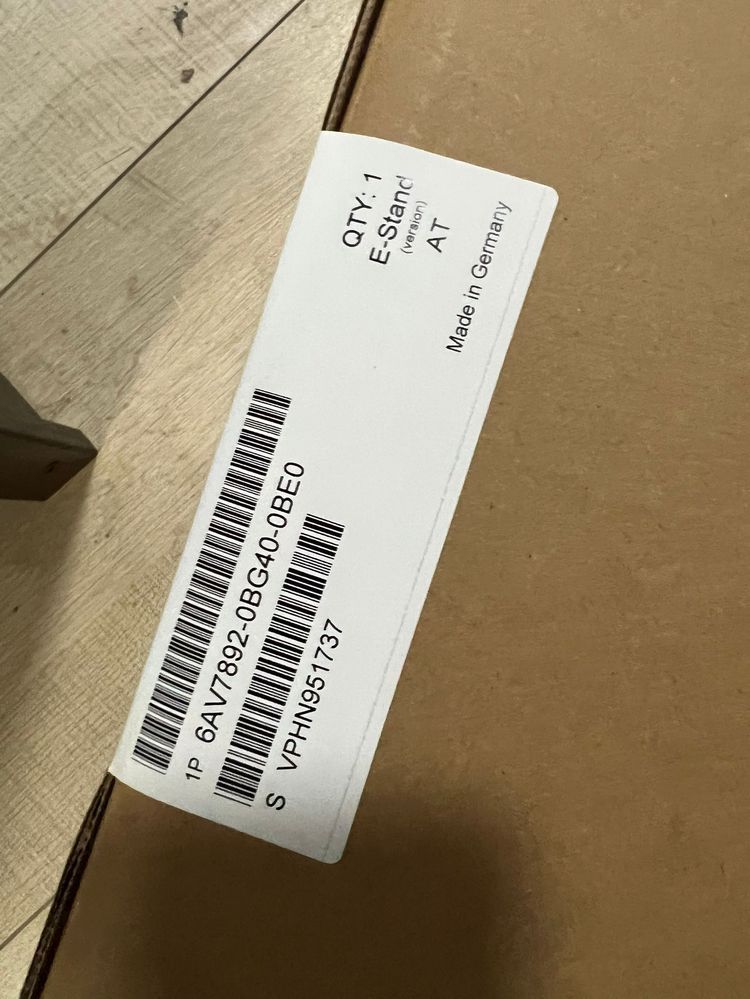 1P 6AV7892-0BG40-0BE0
S VPHN951737
QTY: 1
E-Stand
(version)
AT
Made in Germany